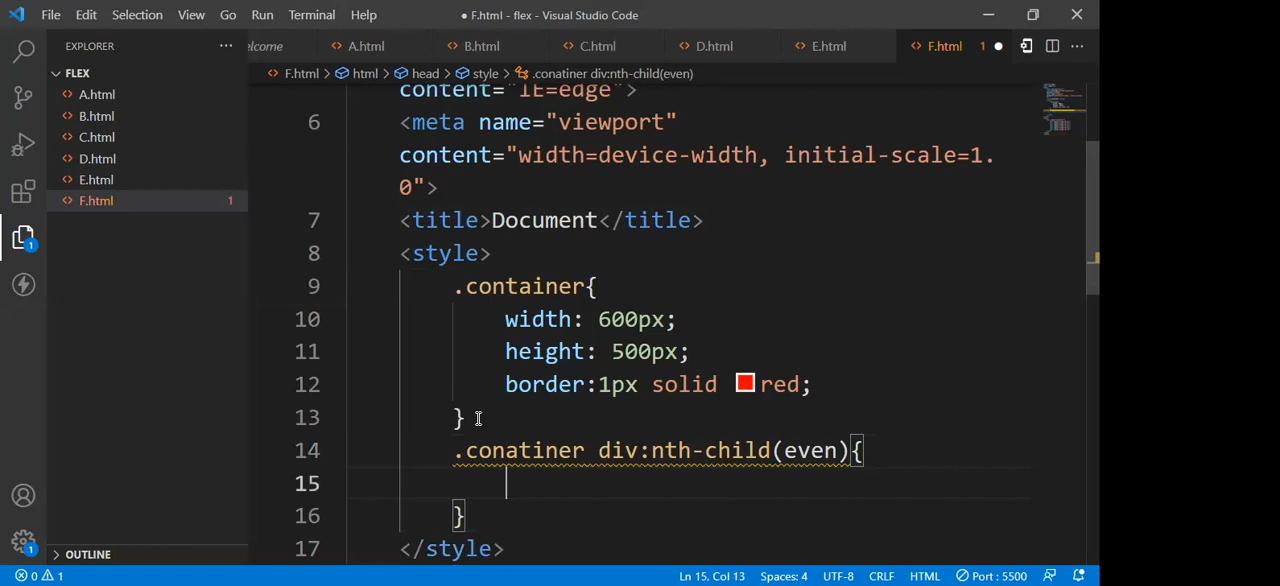 File Edit Selection View Go Run Terminal Help ● F.html - flex - Visual Studio Code
EXPLORER ··· elcome <> A.html <> B.html <> C.html <> D.html <> E.html <> F.html 1 ● ···
FLEX
<> F.html > html > head > style > .conatiner div:nth-child(even)
<> A.html
<> B.html
<> C.html
<> D.html
<> E.html
<> F.html 1
content="IE=edge">
6 <meta name="viewport"
content="width=device-width, initial-scale=1.
0">
7 <title>Document</title>
8 <style>
9 .container{
10 width: 600px;
11 height: 500px;
12 border:1px solid red;
13 }
14 .conatiner div:nth-child(even){
15
16 }
17 </style>
1
1
> OUTLINE
0 1 Ln 15, Col 13 Spaces: 4 UTF-8 CRLF HTML Port : 5500